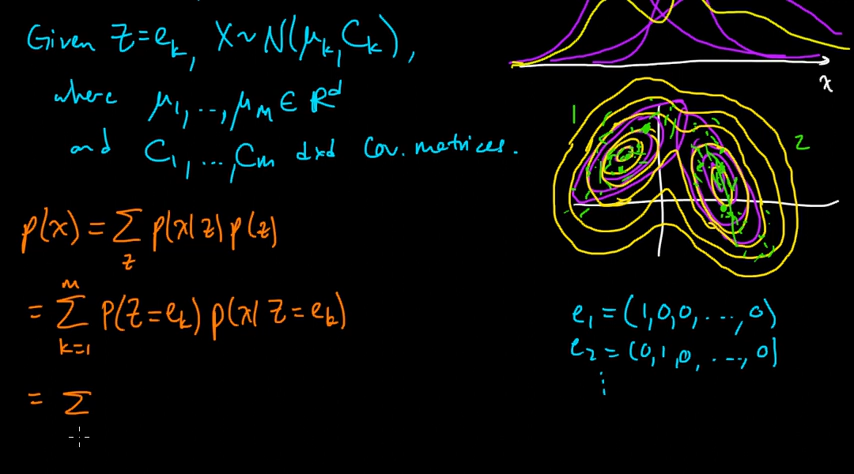 Given Z = e_k, X ~ N(μ_k, C_k),
where μ_1, ..., μ_m ∈ R^d
and C_1, ..., C_m d×d cov. matrices.
p(x) = Σ_z p(x|z) p(z)
= Σ_{k=1}^{m} P(Z = e_k) p(x | Z = e_k)
= Σ
x
1
2
e_1 = (1, 0, 0, ..., 0)
e_2 = (0, 1, 0, ..., 0)
⋮